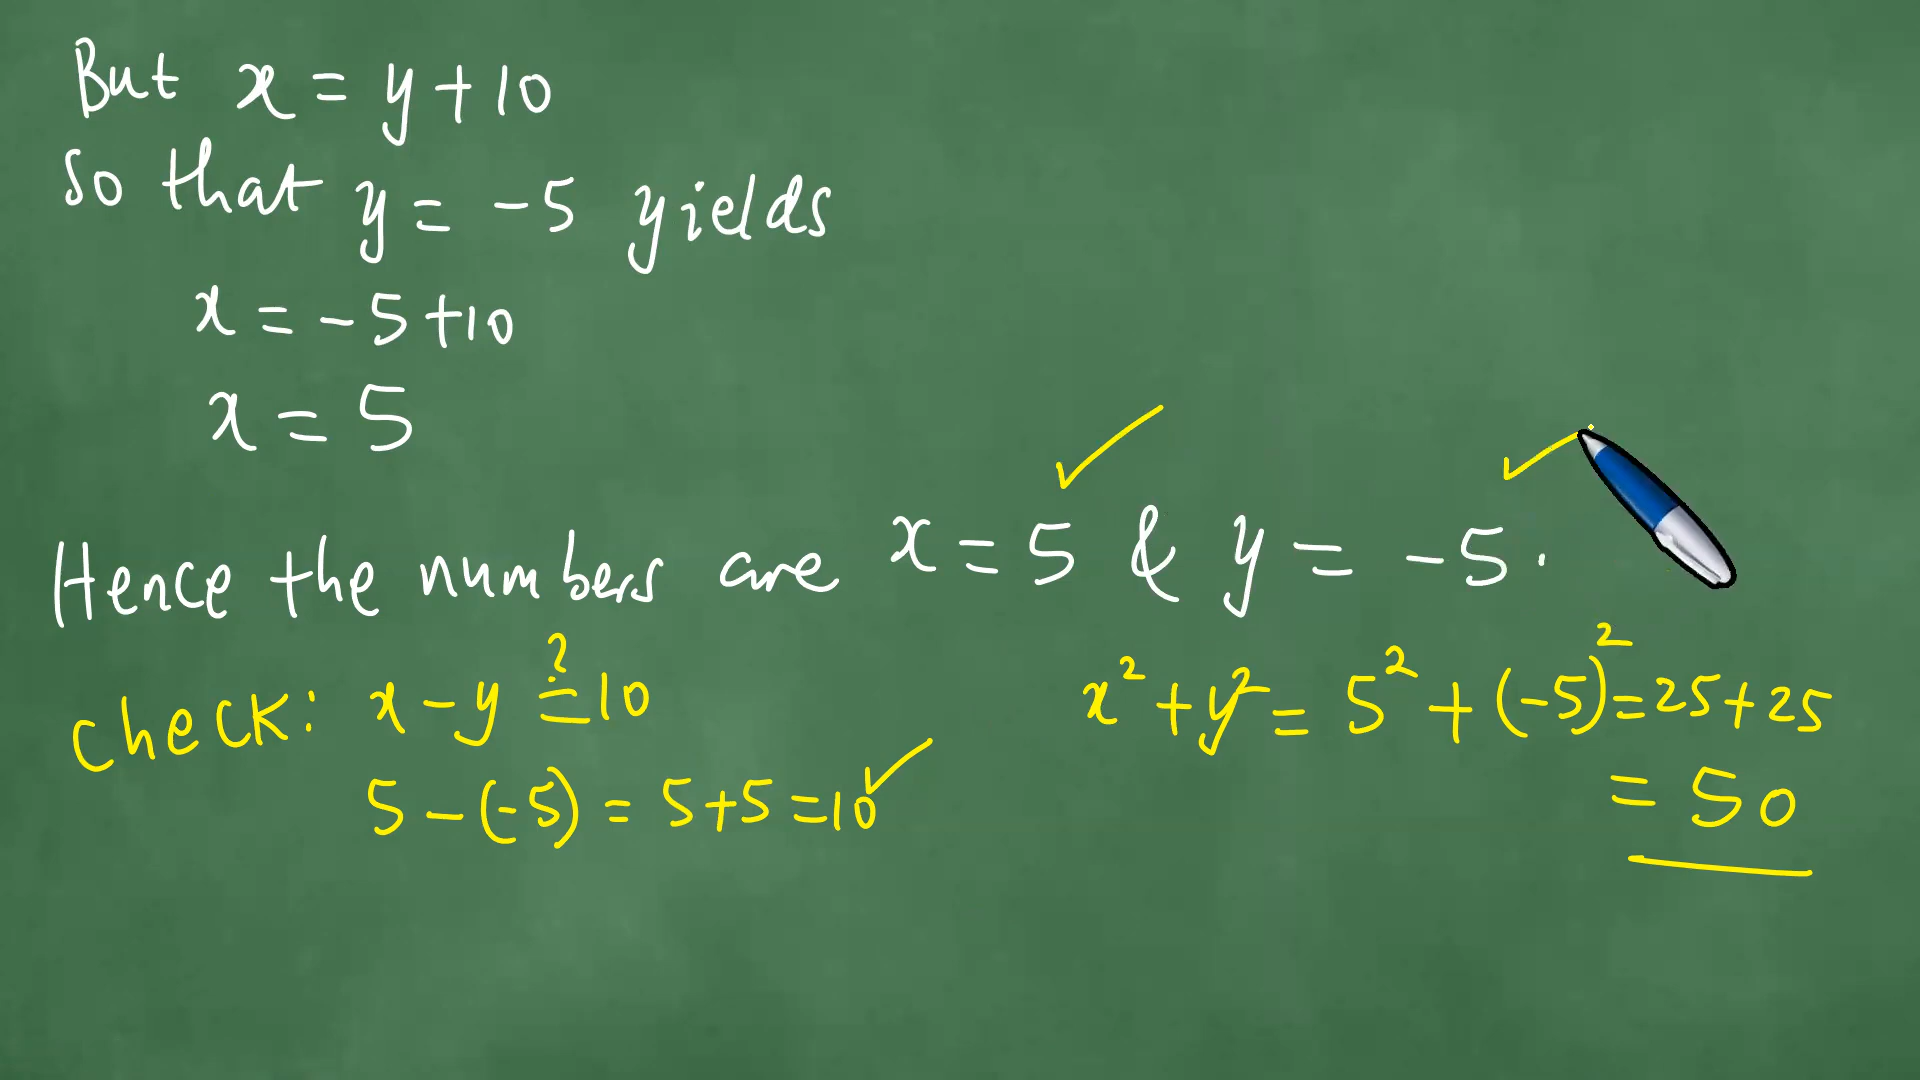 But x = y + 10
So that y = -5 yields
x = -5 + 10
x = 5
Hence the numbers are x = 5 & y = -5.
check: x - y ≟ 10
5 - (-5) = 5 + 5 = 10 ✓
x² + y² = 5² + (-5)² = 25 + 25
= 50